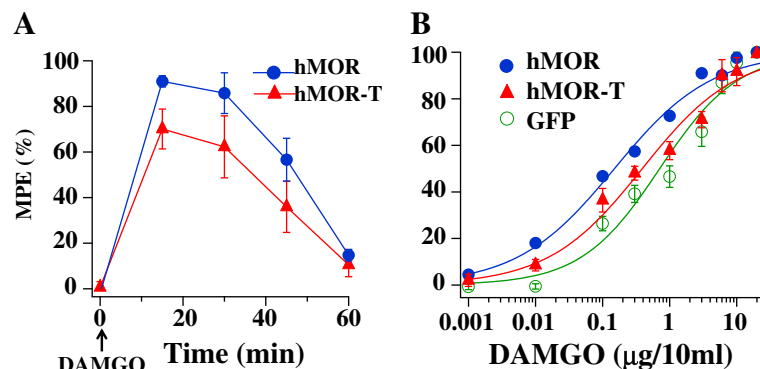 A
MPE (%)
100
80
60
40
20
0
hMOR
hMOR-T
0
20
40
60
DAMGO
Time (min)
B
100
80
60
40
20
0
hMOR
hMOR-T
GFP
0.001
0.01
0.1
1
10
DAMGO (μg/10ml)